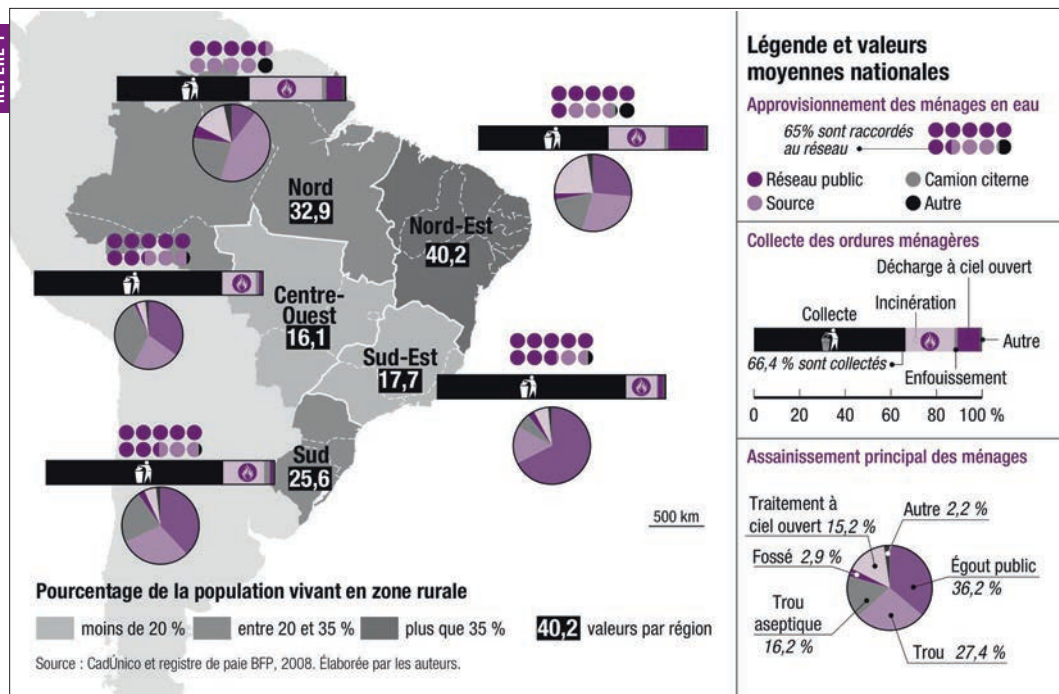 Nord
32,9
Nord-Est
40,2
Centre-
Ouest
16,1
Sud-Est
17,7
Sud
25,6
500 km
Pourcentage de la population vivant en zone rurale
moins de 20 %
entre 20 et 35 %
plus que 35 %
40,2 valeurs par région
Source : CadÚnico et registre de paie BFP, 2008. Élaborée par les auteurs.
Légende et valeurs
moyennes nationales
Approvisionnement des ménages en eau
65% sont raccordés
au réseau
Réseau public
Camion citerne
Source
Autre
Collecte des ordures ménagères
Décharge à ciel ouvert
Incinération
Collecte
Autre
66,4 % sont collectés
Enfouissement
0 20 40 60 80 100 %
Assainissement principal des ménages
Traitement à
ciel ouvert 15,2 %
Autre 2,2 %
Fossé 2,9 %
Égout public
36,2 %
Trou
aseptique
16,2 %
Trou 27,4 %